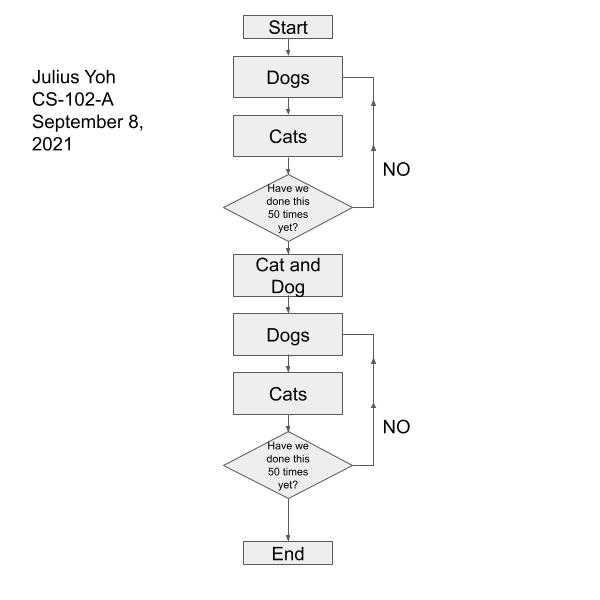 Start
Julius Yoh
CS-102-A
September 8,
2021
Dogs
Cats
NO
Have we
done this
50 times
yet?
Cat and
Dog
Dogs
Cats
NO
Have we
done this
50 times
yet?
End